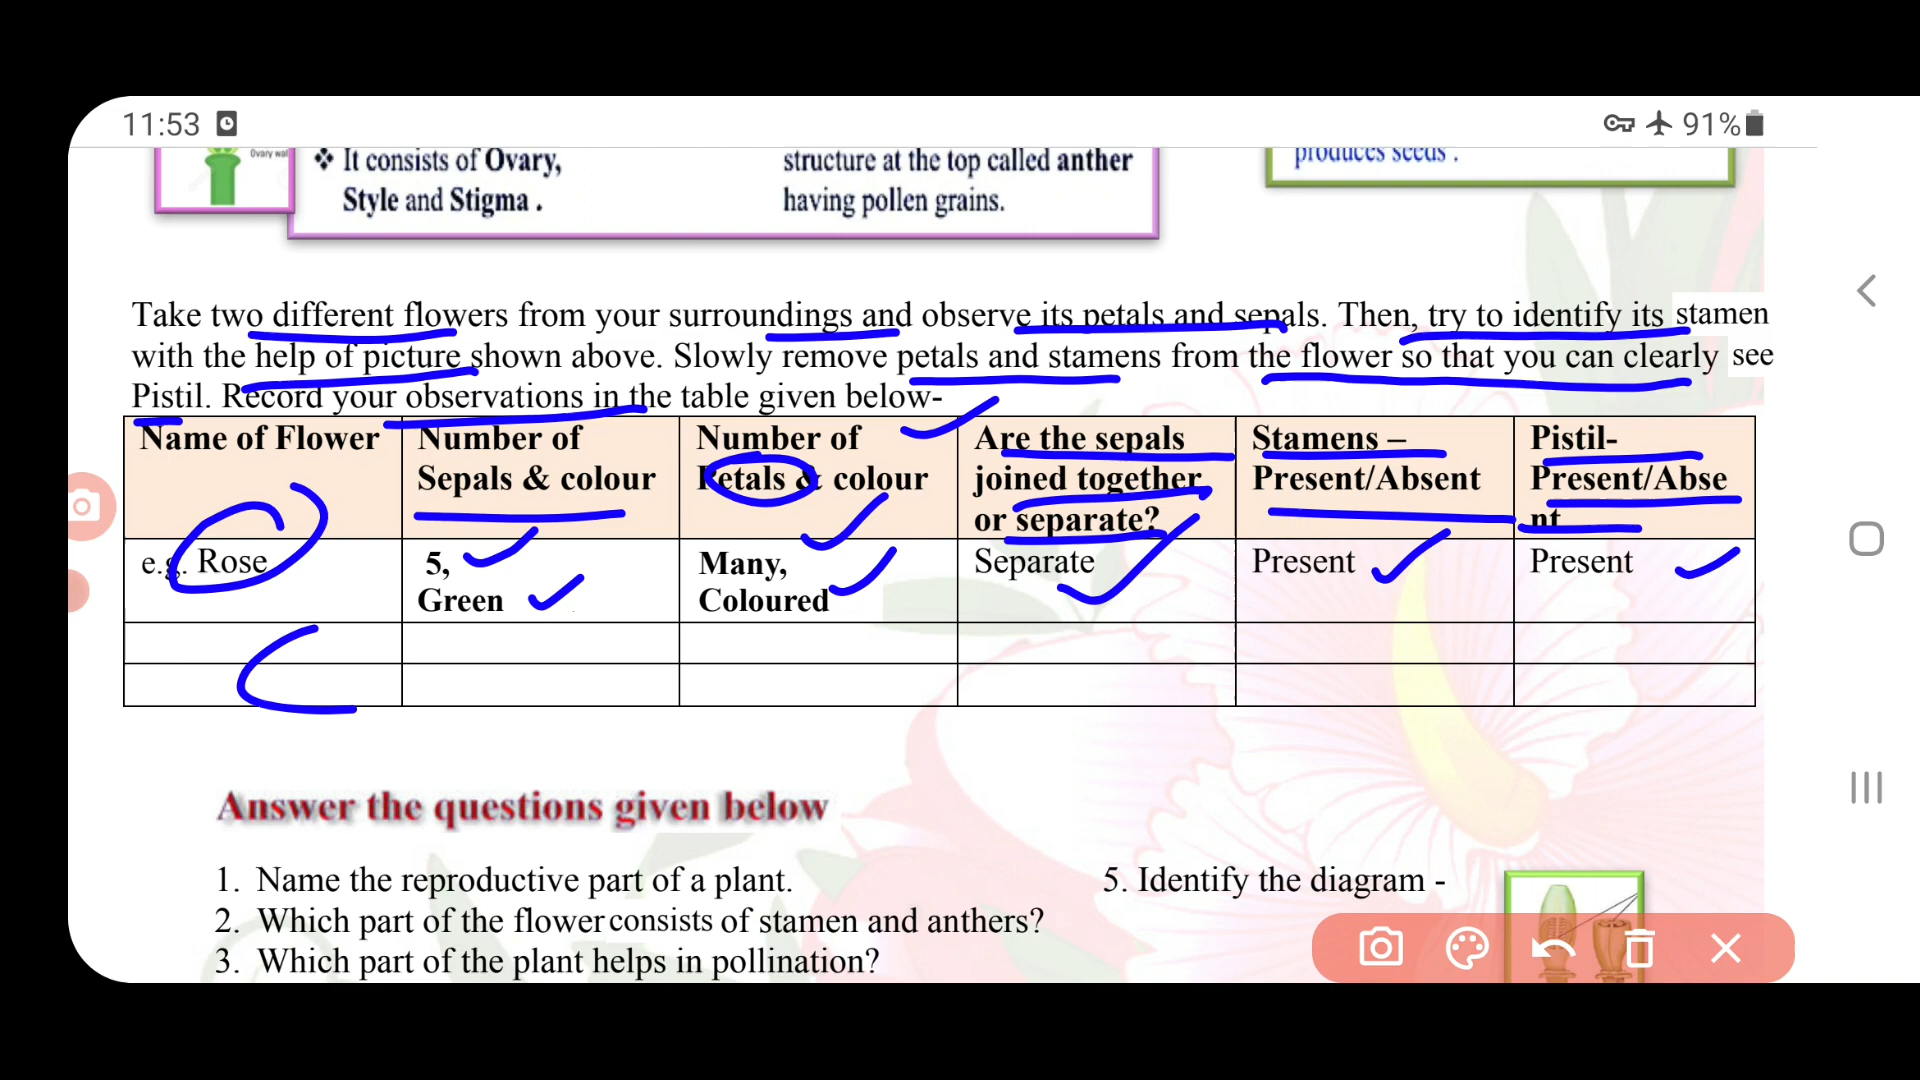 11:53
91%
Ovary wal
❖ It consists of Ovary,
Style and Stigma .
structure at the top called anther
having pollen grains.
produces seeds .
Take two different flowers from your surroundings and observe its petals and sepals. Then, try to identify its stamen
with the help of picture shown above. Slowly remove petals and stamens from the flower so that you can clearly see
Pistil. Record your observations in the table given below-
Name of Flower
Number of
Sepals & colour
Number of
Petals & colour
Are the sepals
joined together
or separate?
Stamens –
Present/Absent
Pistil-
Present/Abse
nt
e.g. Rose
5,
Green
Many,
Coloured
Separate
Present
Present
Answer the questions given below
1. Name the reproductive part of a plant.
2. Which part of the flower consists of stamen and anthers?
3. Which part of the plant helps in pollination?
5. Identify the diagram -